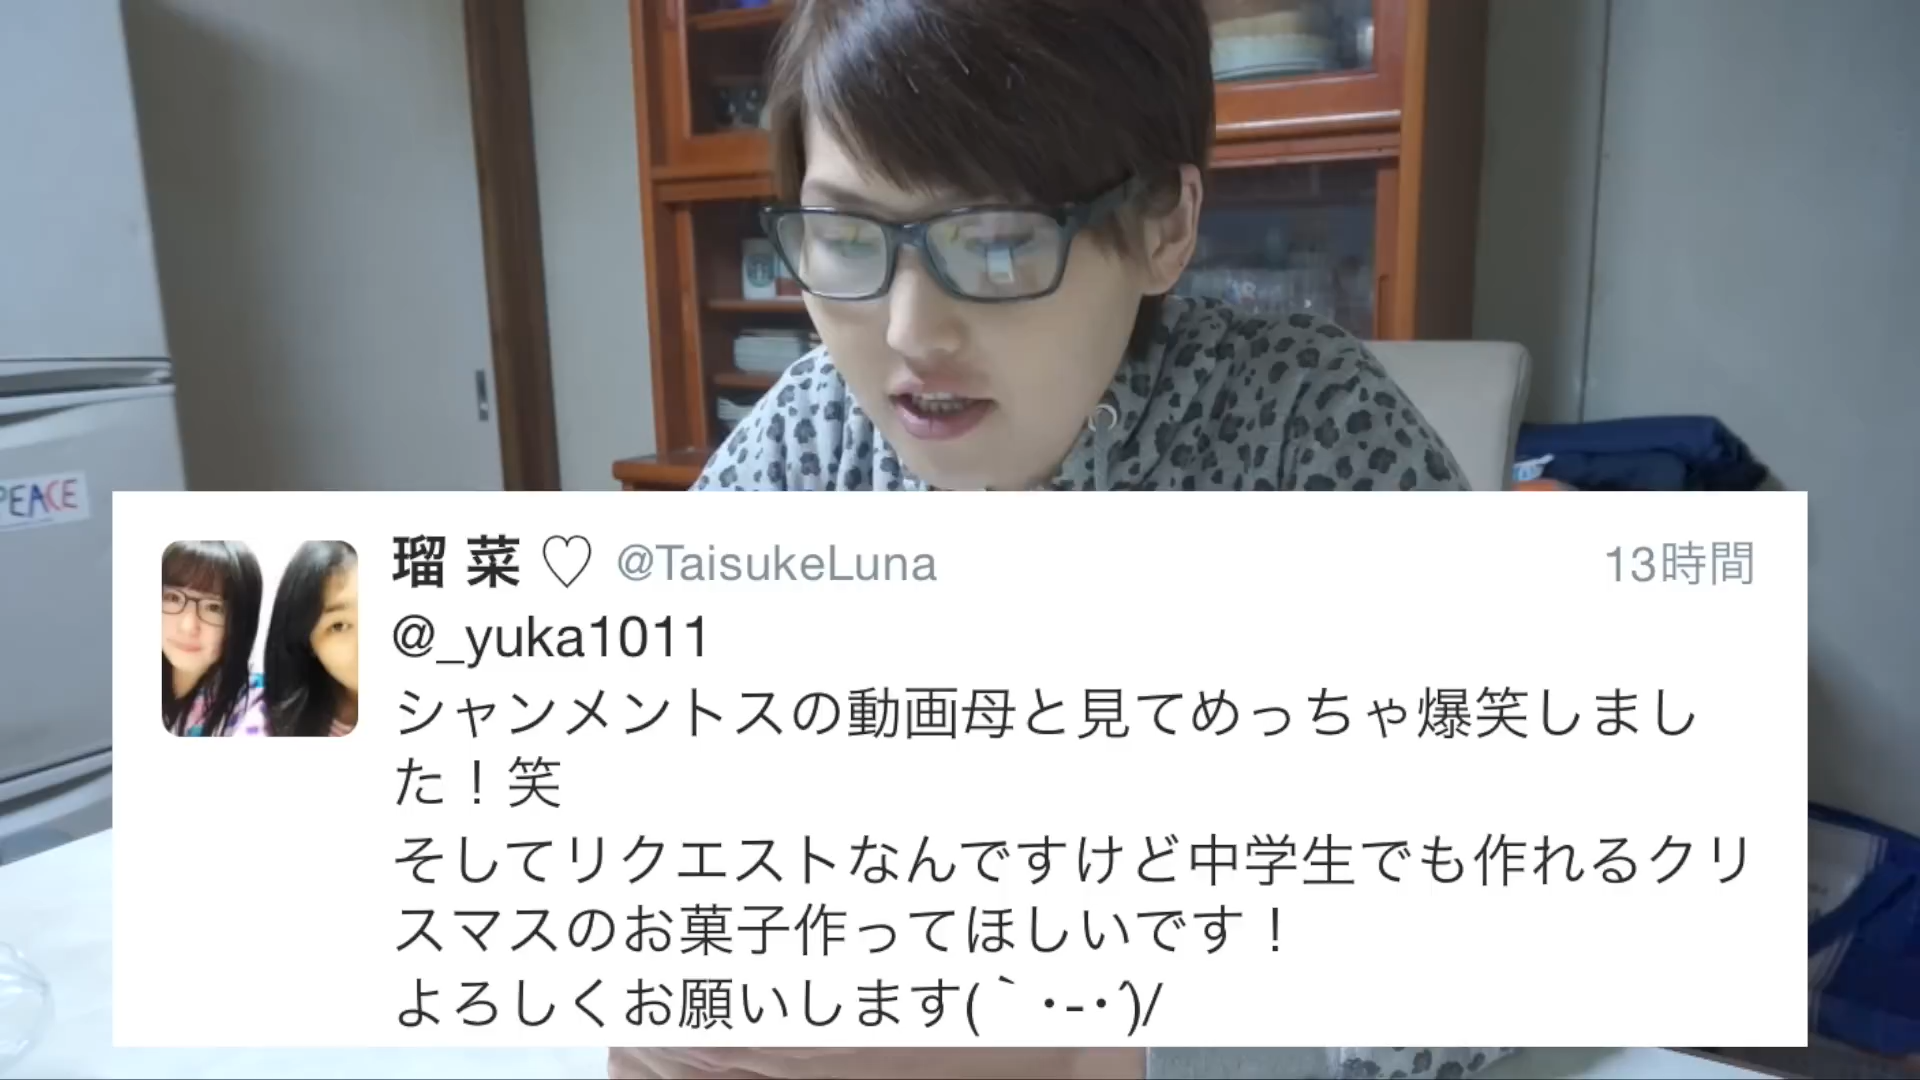 PEACE
瑠 菜 ♡ @TaisukeLuna 13時間
@_yuka1011
シャンメントスの動画母と見てめっちゃ爆笑しまし
た！笑
そしてリクエストなんですけど中学生でも作れるクリ
スマスのお菓子作ってほしいです！
よろしくお願いします(｀･-･´)/